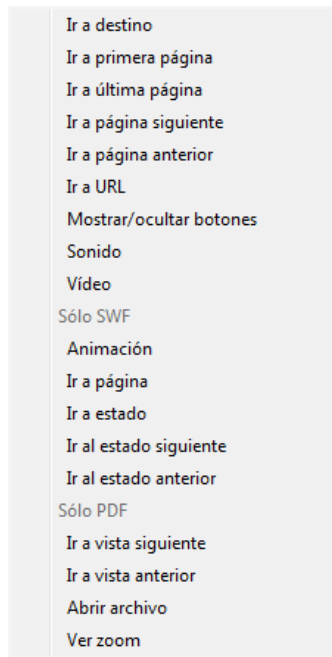 Ir a destino
Ir a primera página
Ir a última página
Ir a página siguiente
Ir a página anterior
Ir a URL
Mostrar/ocultar botones
Sonido
Vídeo
Sólo SWF
Animación
Ir a página
Ir a estado
Ir al estado siguiente
Ir al estado anterior
Sólo PDF
Ir a vista siguiente
Ir a vista anterior
Abrir archivo
Ver zoom